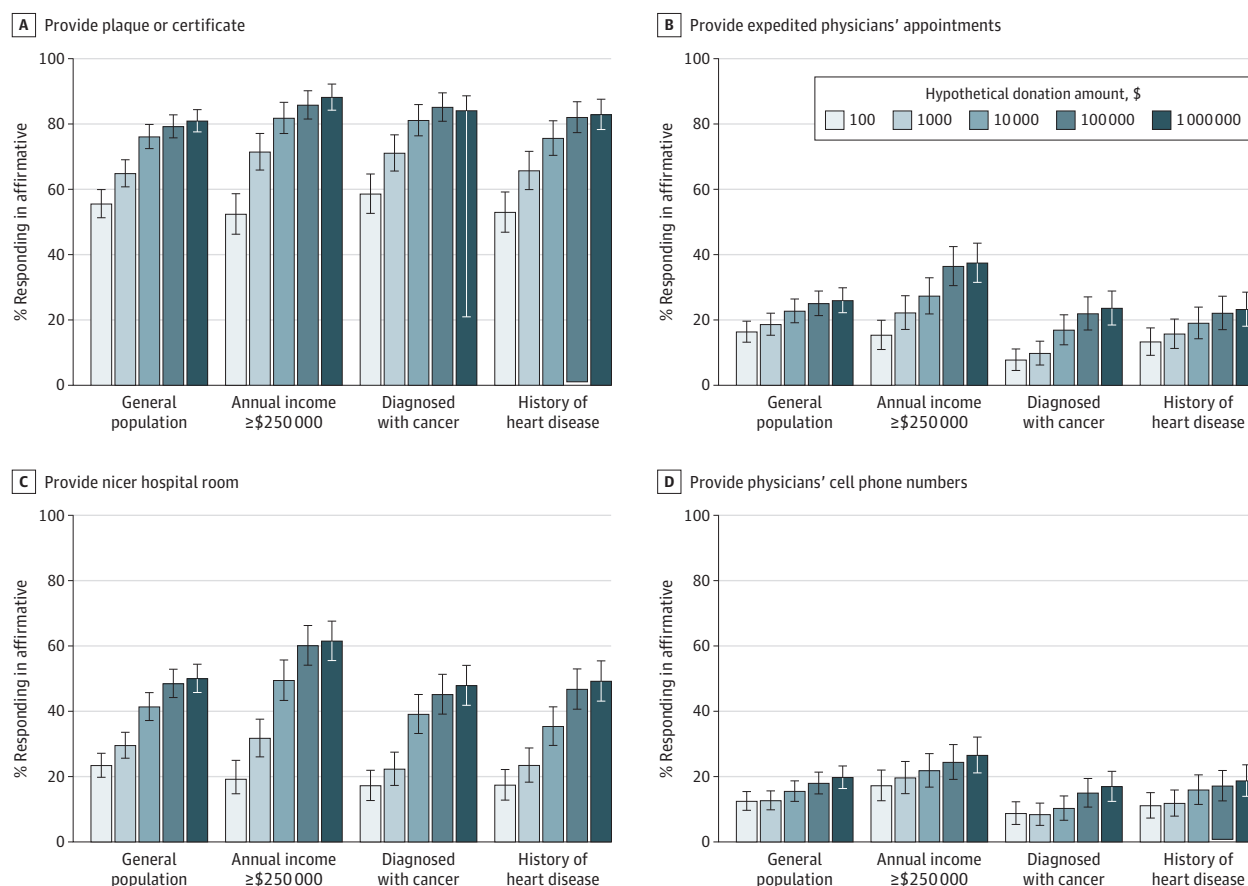 A Provide plaque or certificate
100
80
60
40
20
0
% Responding in affirmative
General
population
Annual income
≥$250 000
Diagnosed
with cancer
History of
heart disease
B Provide expedited physicians' appointments
100
80
60
40
20
0
% Responding in affirmative
Hypothetical donation amount, $
100 1000 10 000 100 000 1 000 000
General
population
Annual income
≥$250 000
Diagnosed
with cancer
History of
heart disease
C Provide nicer hospital room
100
80
60
40
20
0
% Responding in affirmative
General
population
Annual income
≥$250 000
Diagnosed
with cancer
History of
heart disease
D Provide physicians' cell phone numbers
100
80
60
40
20
0
% Responding in affirmative
General
population
Annual income
≥$250 000
Diagnosed
with cancer
History of
heart disease